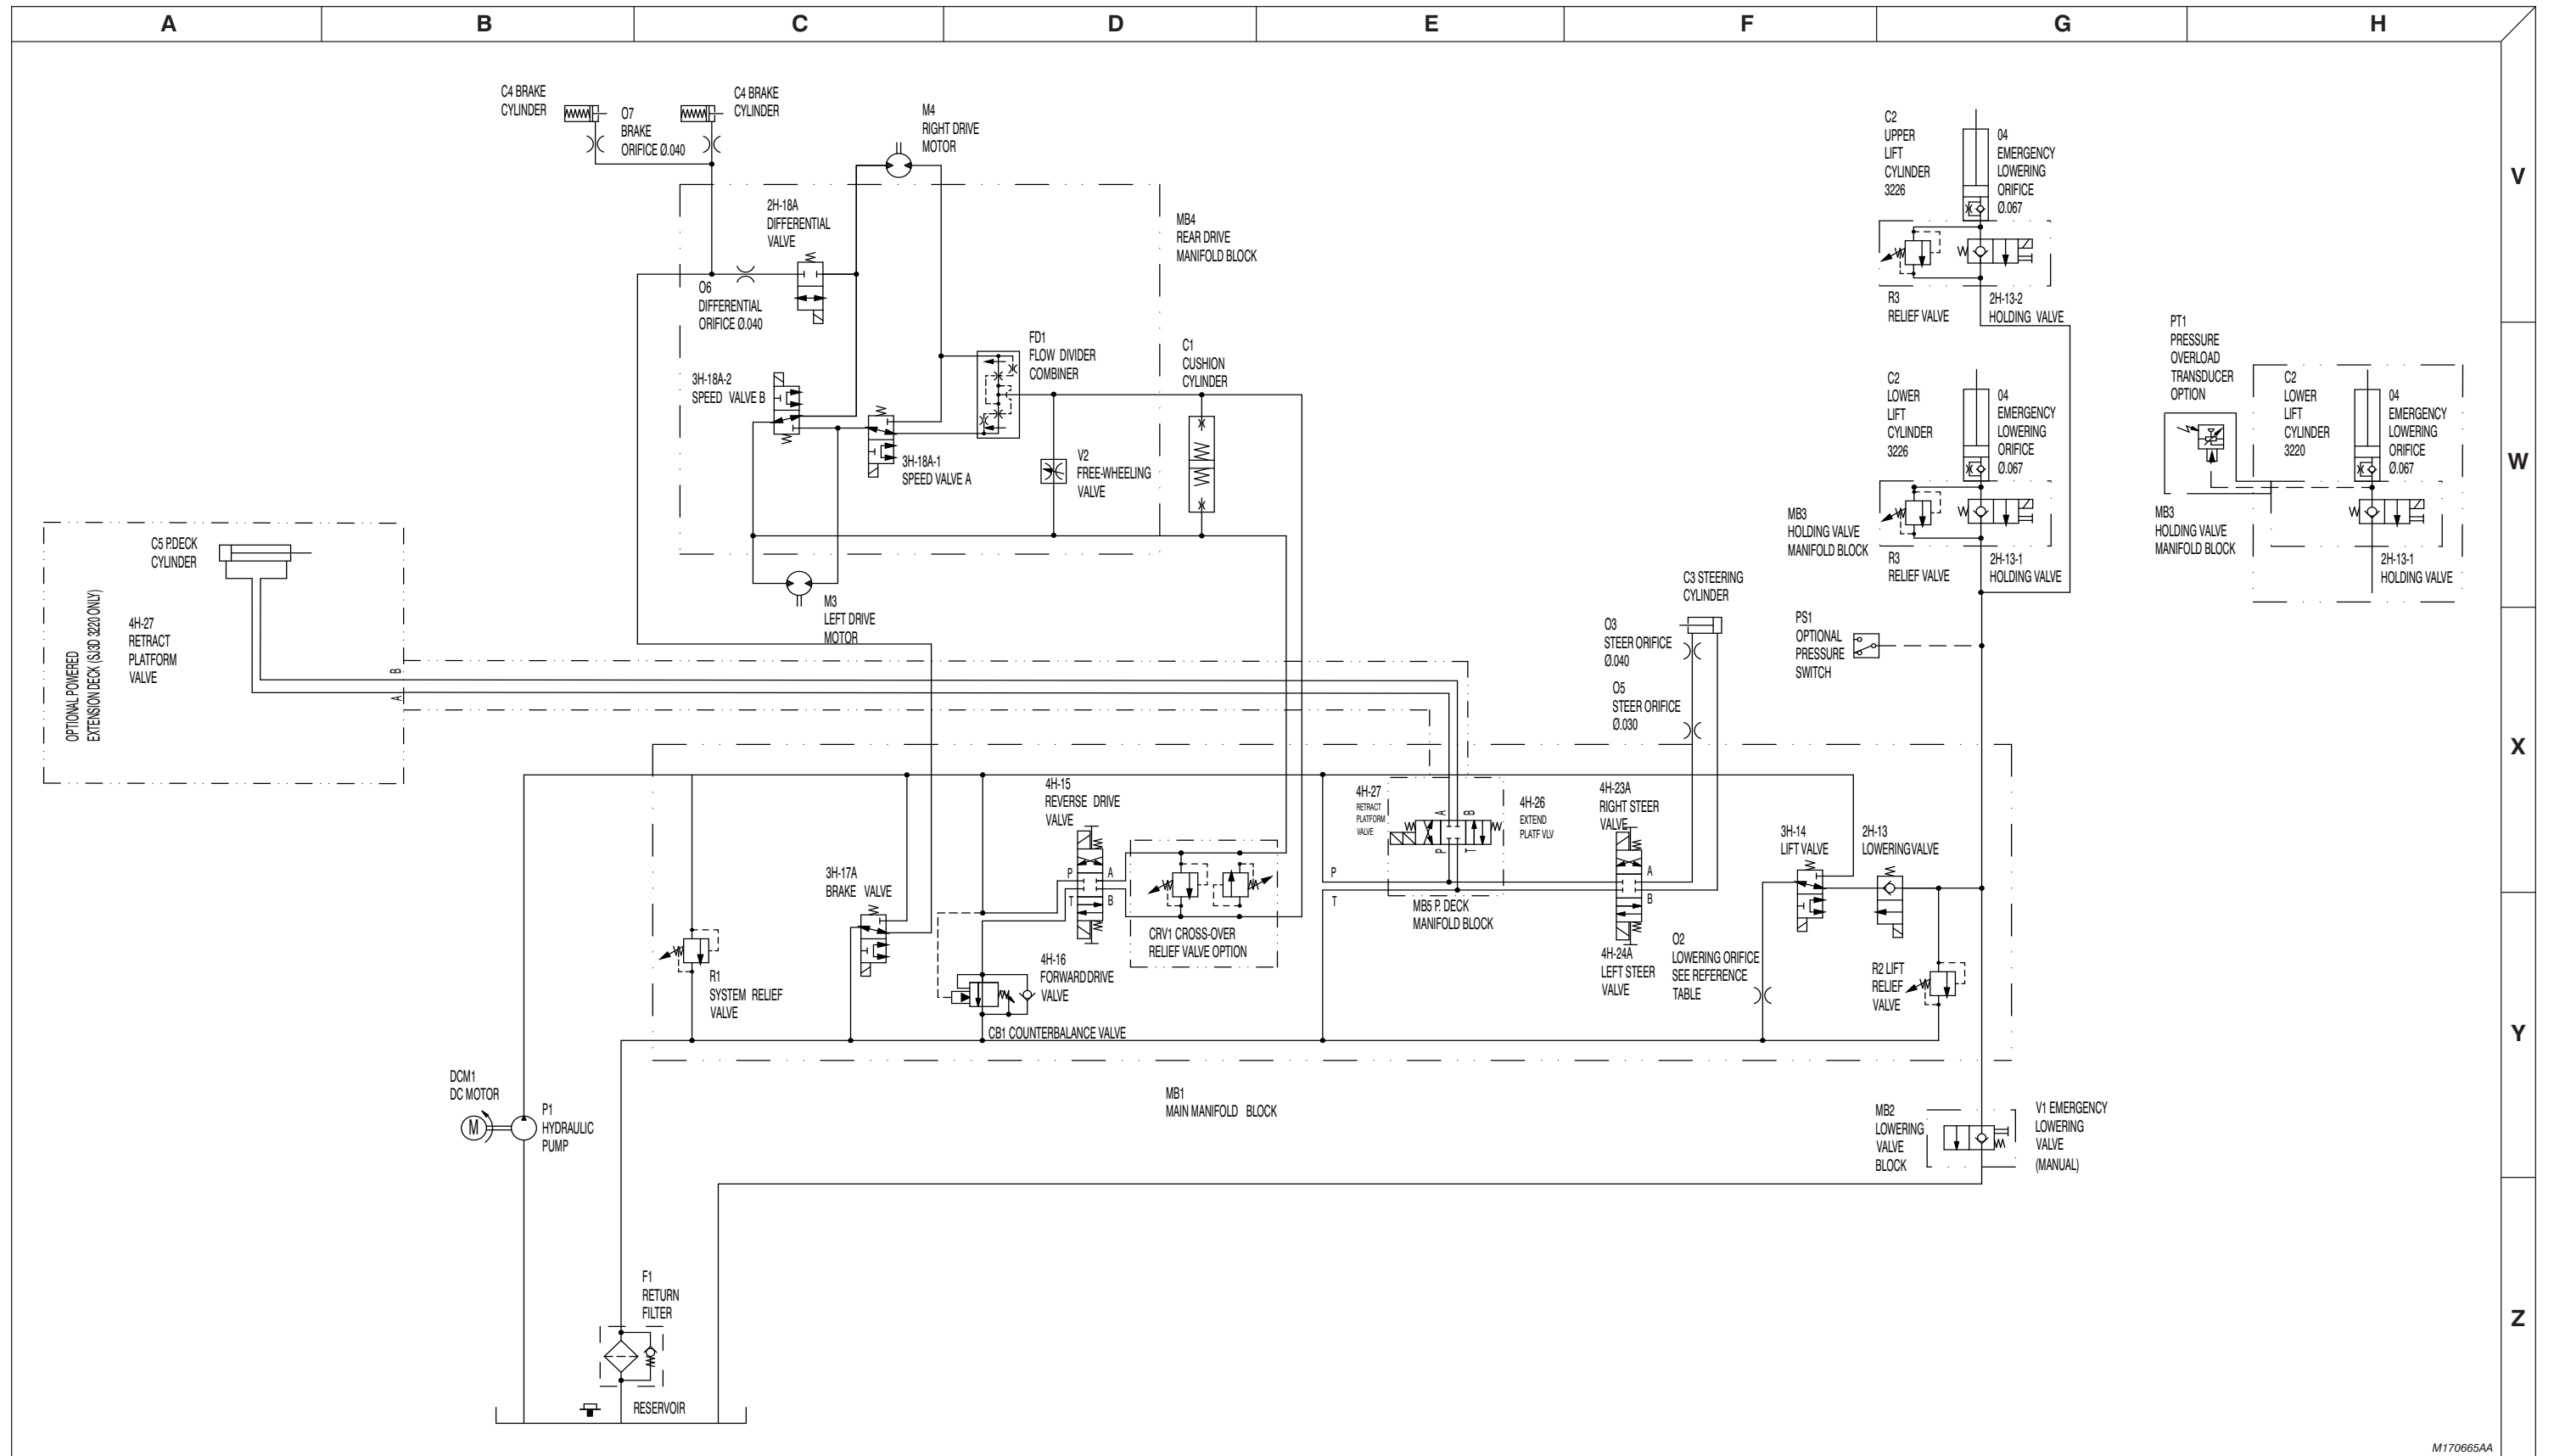 A
B
C
D
E
F
G
H
V
W
X
Y
Z
C4 BRAKE
CYLINDER
O7
BRAKE
ORIFICE Ø.040
C4 BRAKE
CYLINDER
M4
RIGHT DRIVE
MOTOR
2H-18A
DIFFERENTIAL
VALVE
MB4
REAR DRIVE
MANIFOLD BLOCK
O6
DIFFERENTIAL
ORIFICE Ø.040
FD1
FLOW DIVIDER
COMBINER
C1
CUSHION
CYLINDER
3H-18A-2
SPEED VALVE B
3H-18A-1
SPEED VALVE A
V2
FREE-WHEELING
VALVE
M3
LEFT DRIVE
MOTOR
C2
UPPER
LIFT
CYLINDER
3226
04
EMERGENCY
LOWERING
ORIFICE
Ø.067
R3
RELIEF VALVE
2H-13-2
HOLDING VALVE
C2
LOWER
LIFT
CYLINDER
3226
04
EMERGENCY
LOWERING
ORIFICE
Ø.067
MB3
HOLDING VALVE
MANIFOLD BLOCK
R3
RELIEF VALVE
2H-13-1
HOLDING VALVE
PT1
PRESSURE
OVERLOAD
TRANSDUCER
OPTION
C2
LOWER
LIFT
CYLINDER
3220
04
EMERGENCY
LOWERING
ORIFICE
Ø.067
MB3
HOLDING VALVE
MANIFOLD BLOCK
2H-13-1
HOLDING VALVE
C5 P.DECK
CYLINDER
4H-27
RETRACT
PLATFORM
VALVE
OPTIONAL POWERED
EXTENSION DECK (SJ3D 3220 ONLY)
B
A
C3 STEERING
CYLINDER
O3
STEER ORIFICE
Ø.040
O5
STEER ORIFICE
Ø.030
PS1
OPTIONAL
PRESSURE
SWITCH
4H-15
REVERSE DRIVE
VALVE
P
A
T
B
4H-16
FORWARD DRIVE
VALVE
CRV1 CROSS-OVER
RELIEF VALVE OPTION
CB1 COUNTERBALANCE VALVE
3H-17A
BRAKE VALVE
R1
SYSTEM RELIEF
VALVE
P
T
4H-27
RETRACT
PLATFORM
VALVE
A
B
P
T
4H-26
EXTEND
PLATF VLV
MB5 P. DECK
MANIFOLD BLOCK
4H-23A
RIGHT STEER
VALVE
A
B
4H-24A
LEFT STEER
VALVE
O2
LOWERING ORIFICE
SEE REFERENCE
TABLE
3H-14
LIFT VALVE
2H-13
LOWERING VALVE
R2 LIFT
RELIEF
VALVE
DCM1
DC MOTOR
M
P1
HYDRAULIC
PUMP
MB1
MAIN MANIFOLD BLOCK
MB2
LOWERING
VALVE
BLOCK
V1 EMERGENCY
LOWERING
VALVE
(MANUAL)
F1
RETURN
FILTER
RESERVOIR
M170665AA